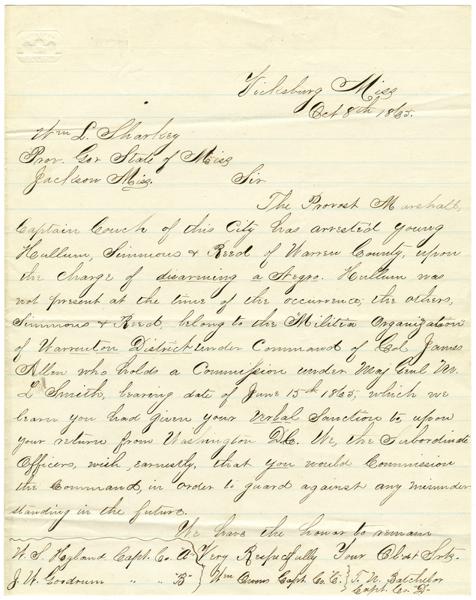 Vicksburg Miss
Oct 8th 1865.
Wm L. Sharkey
Prov. Gov State of Miss
Jackson Miss.
Sir
The Provost Marshall,
Captain Couch of this City has arrested young
Hullum, Simmons & Reed of Warren County, upon
the charge of disarming a Negro. Hullum was
not present at the time of the occurrence, the others,
Simmons & Reed, belong to the Militia Organization
of Warrenton District under Command of Col. James
Allen who holds a Commission under Maj Genl M.
L Smith, bearing date of June 15th 1865, which we
learn you had given your Verbal Sanction to, upon
your return from Washington D.C. We, the Subordinate
Officers, wish, earnestly, that you would Commission
the Command, in order to guard against any misunder
standing in the future.
We have the honor to remain
Very Respectfully Your Obdt Svts.
W. S. Hyland Capt. Co. A
J. W. Goodrum " " "B"
Wm Capt. Co. C.
T. W. Batchelor
Capt. Co. D.